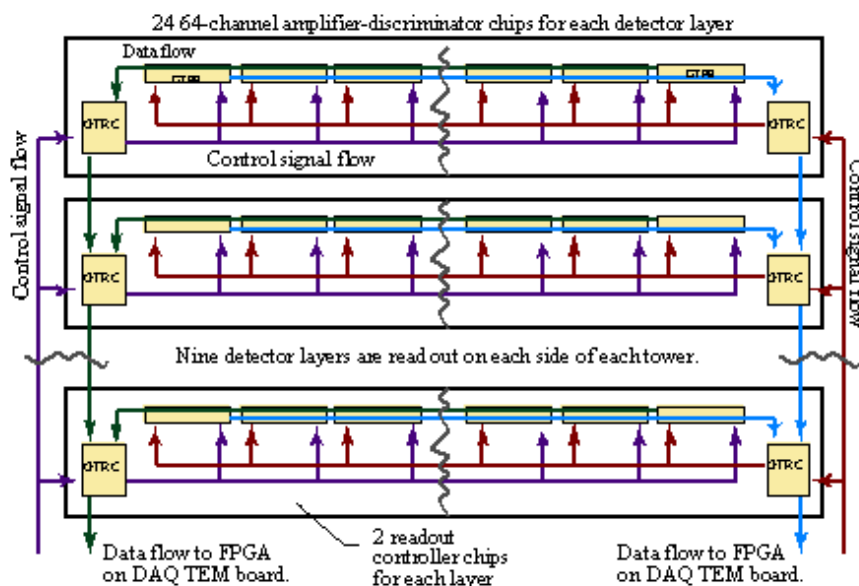 24 64-channel amplifier-discriminator chips for each detector layer
Data flow
GTRC
GTRC
Control signal flow
Control signal flow
Control signal flow
GTRC
GTRC
Nine detector layers are read out on each side of each tower.
GTRC
GTRC
Data flow to FPGA
on DAQ TEM board.
2 readout
controller chips
for each layer
Data flow to FPGA
on DAQ TEM board.